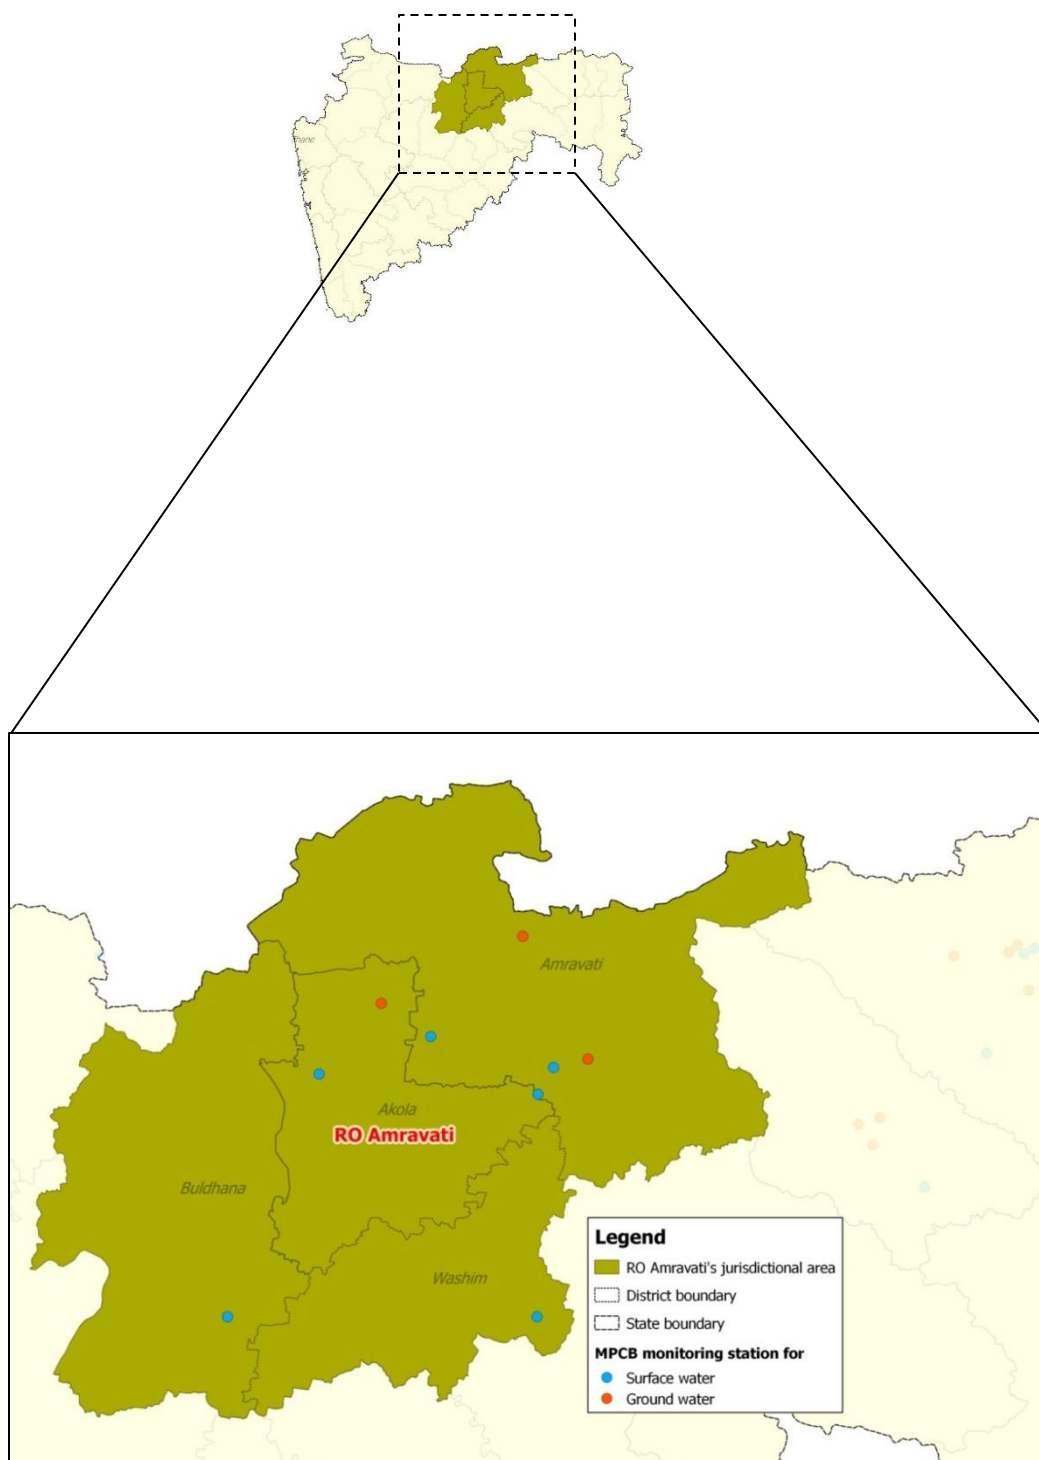 Amravati
Akola
RO Amravati
Buldhana
Washim
Legend
RO Amravati's jurisdictional area
District boundary
State boundary
MPCB monitoring station for
Surface water
Ground water